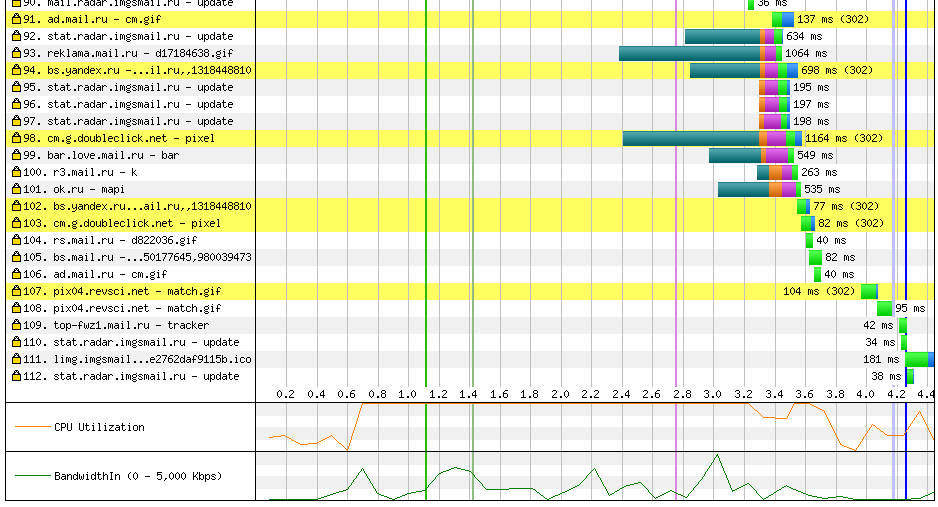 90. mail.radar.imgsmail.ru - update 36 ms
91. ad.mail.ru - cm.gif 137 ms (302)
92. stat.radar.imgsmail.ru - update 634 ms
93. reklama.mail.ru - d17184638.gif 1064 ms
94. bs.yandex.ru -...il.ru,,1318448810 698 ms (302)
95. stat.radar.imgsmail.ru - update 195 ms
96. stat.radar.imgsmail.ru - update 197 ms
97. stat.radar.imgsmail.ru - update 198 ms
98. cm.g.doubleclick.net - pixel 1164 ms (302)
99. bar.love.mail.ru - bar 549 ms
100. r3.mail.ru - k 263 ms
101. ok.ru - mapi 535 ms
102. bs.yandex.ru...ail.ru,,1318448810 77 ms (302)
103. cm.g.doubleclick.net - pixel 82 ms (302)
104. rs.mail.ru - d822036.gif 40 ms
105. bs.mail.ru -...50177645,980039473 82 ms
106. ad.mail.ru - cm.gif 40 ms
107. pix04.revsci.net - match.gif 104 ms (302)
108. pix04.revsci.net - match.gif 95 ms
109. top-fwz1.mail.ru - tracker 42 ms
110. stat.radar.imgsmail.ru - update 34 ms
111. limg.imgsmail...e2762daf9115b.ico 181 ms
112. stat.radar.imgsmail.ru - update 38 ms
0.2 0.4 0.6 0.8 1.0 1.2 1.4 1.6 1.8 2.0 2.2 2.4 2.6 2.8 3.0 3.2 3.4 3.6 3.8 4.0 4.2 4.4
CPU Utilization
BandwidthIn (0 - 5,000 Kbps)